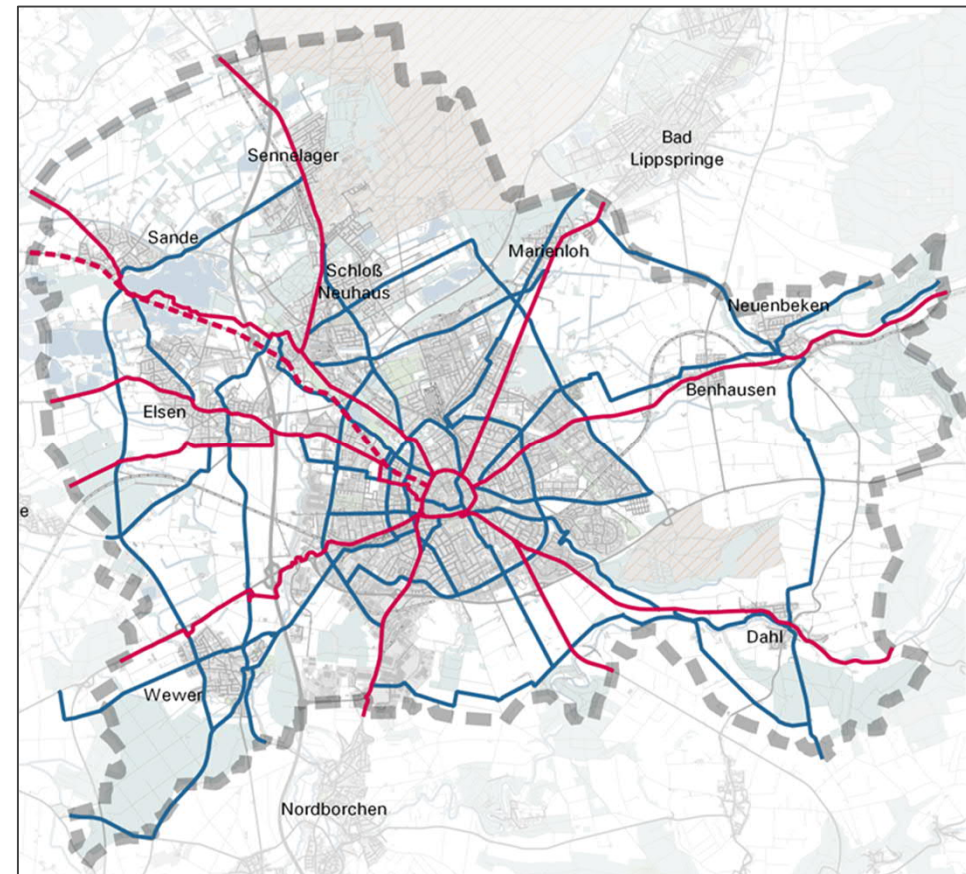 Bad
Lippspringe
Sennelager
Sande
Marienloh
Schloß
Neuhaus
Neuenbeken
Benhausen
Elsen
e
Dahl
Wewer
Nordborchen